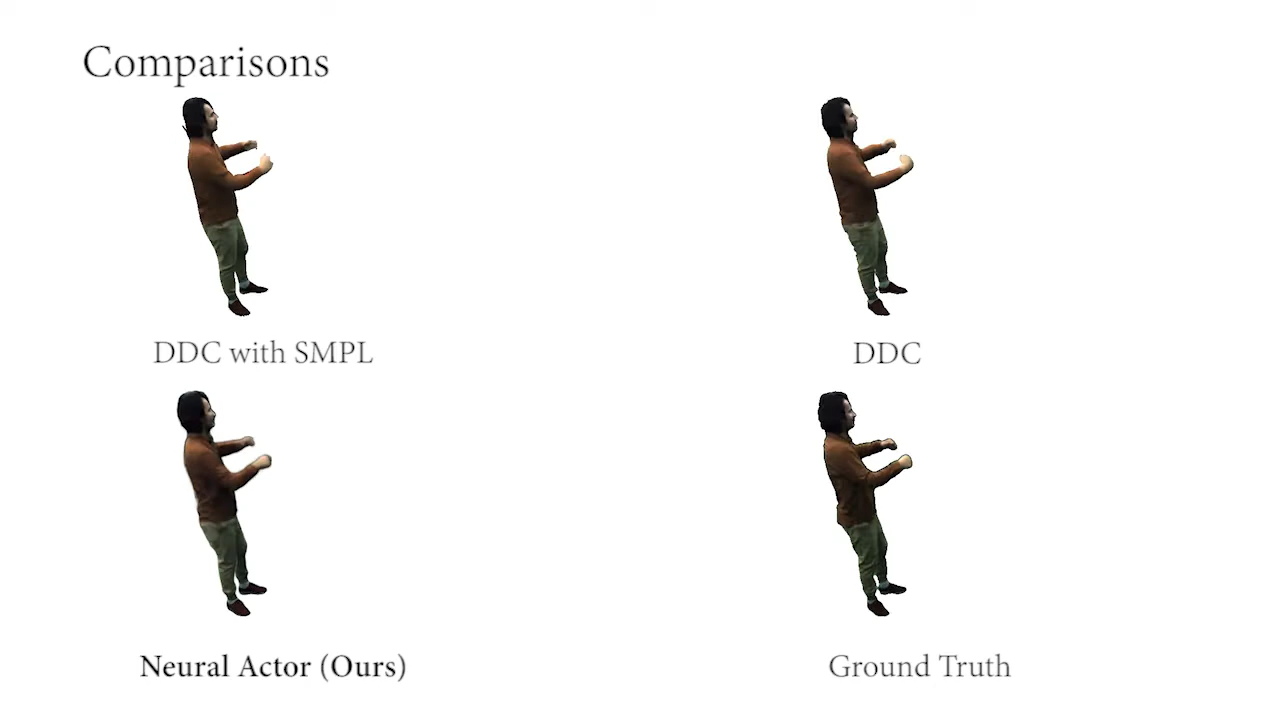 Comparisons
DDC with SMPL
DDC
Neural Actor (Ours)
Ground Truth